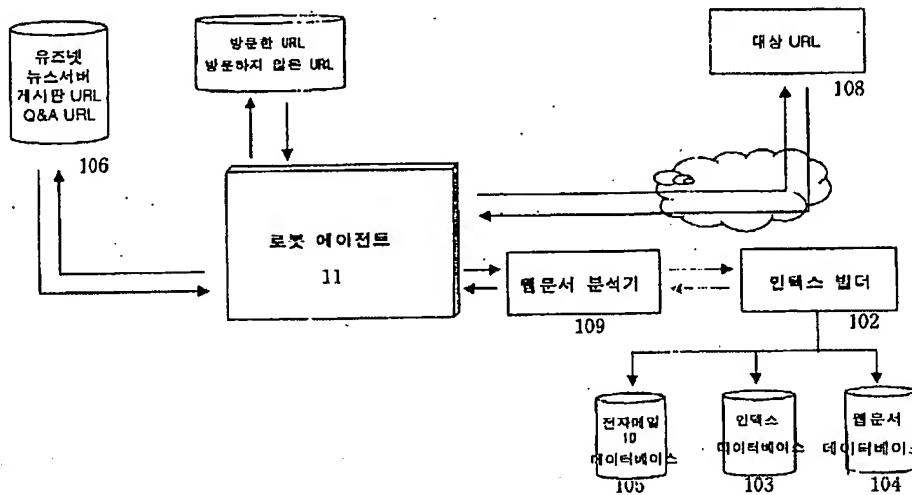 유즈넷
뉴스서버
게시판 URL
Q&A URL
106
방문한 URL
방문하지 않은 URL
대상 URL
108
로봇 에이전트
11
웹문서 분석기
109
인덱스 빌더
102
전자메일
ID
데이터베이스
105
인덱스
데이터베이스
103
웹문서
데이터베이스
104